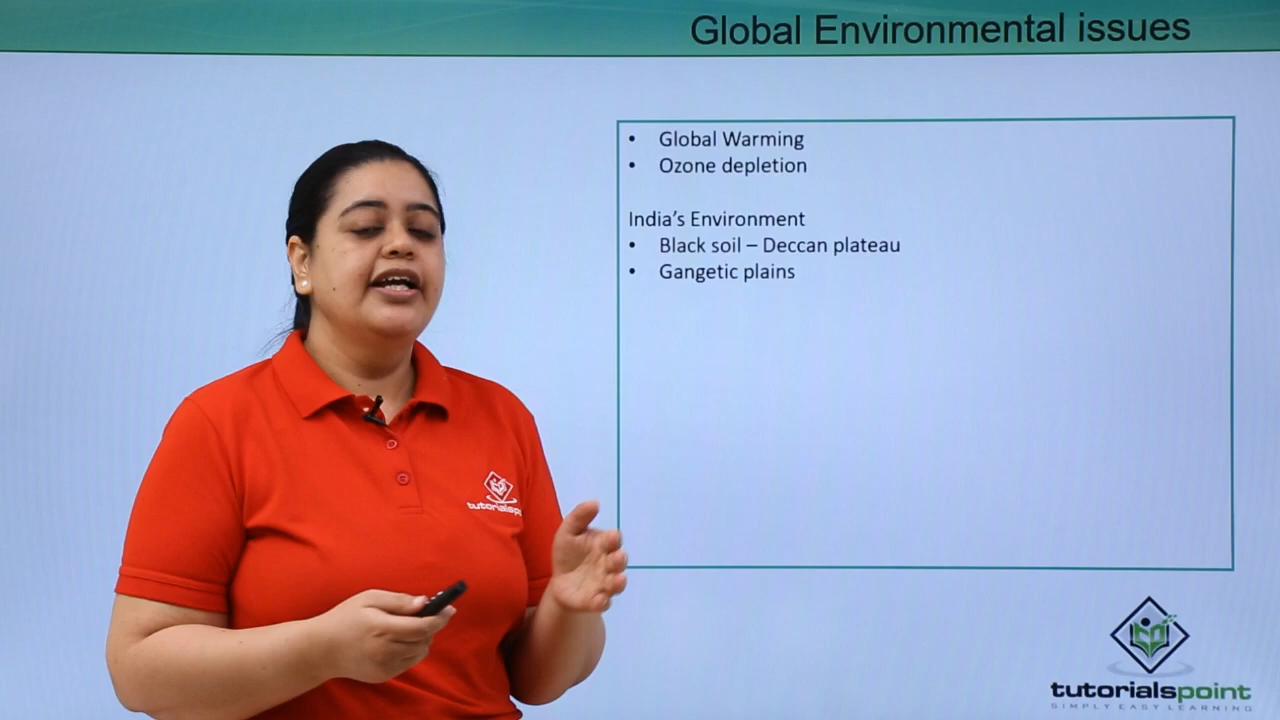 Global Environmental issues
• Global Warming
• Ozone depletion
India's Environment
• Black soil – Deccan plateau
• Gangetic plains
tutorialspo
tutorialspoint
SIMPLY EASY LEARNING